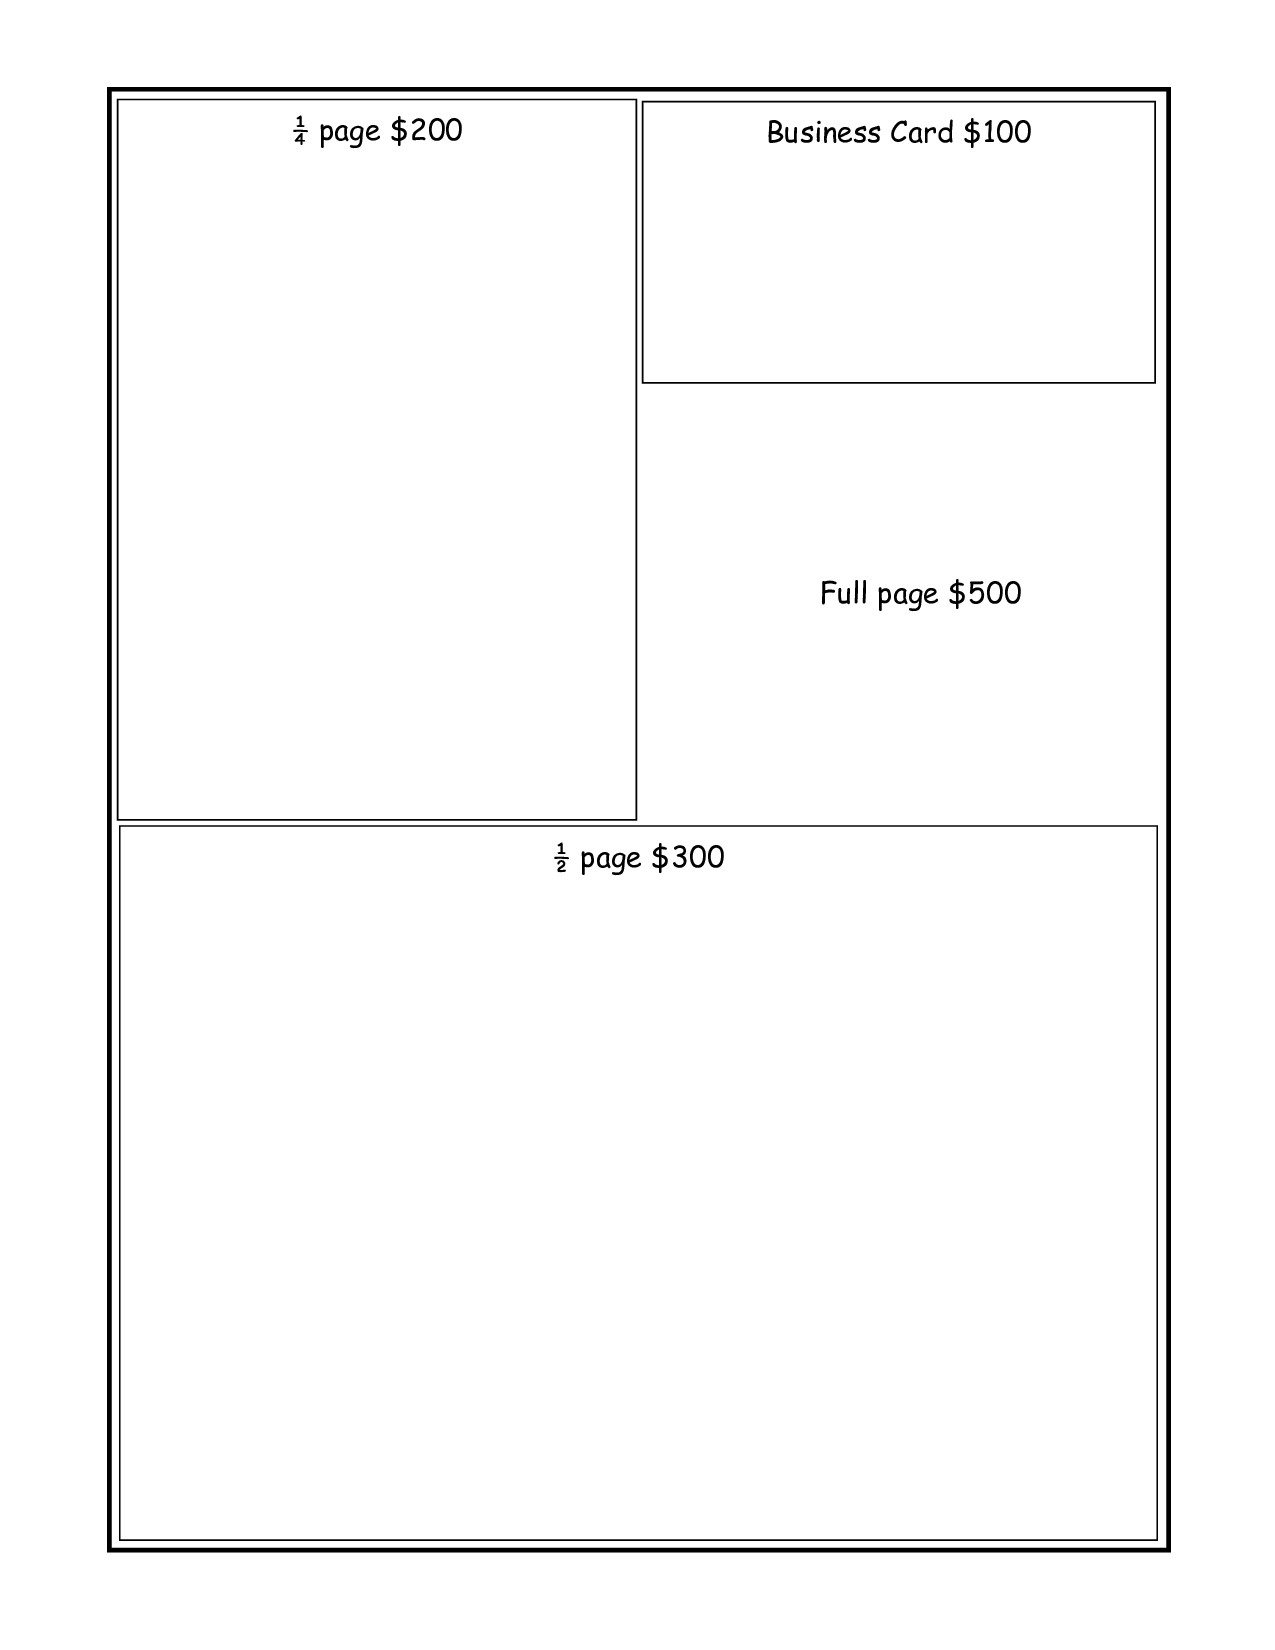 ¼ page $200
Business Card $100
Full page $500
½ page $300